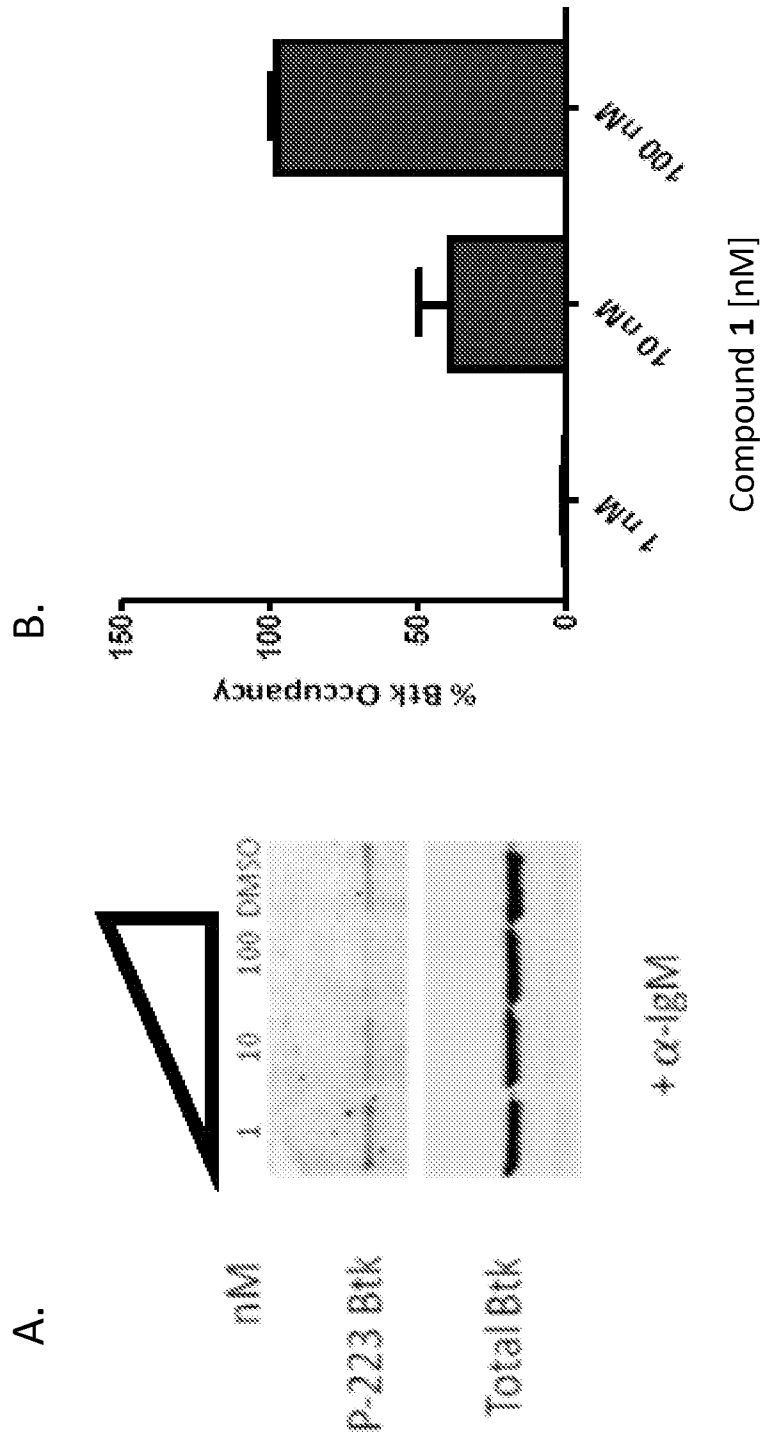 A.
nM
1 10 100 DMSO
P-223 Btk
Total Btk
+ α-IgM
B.
% Btk Occupancy
150
100
50
0
1 nM
10 nM
100 nM
Compound 1 [nM]